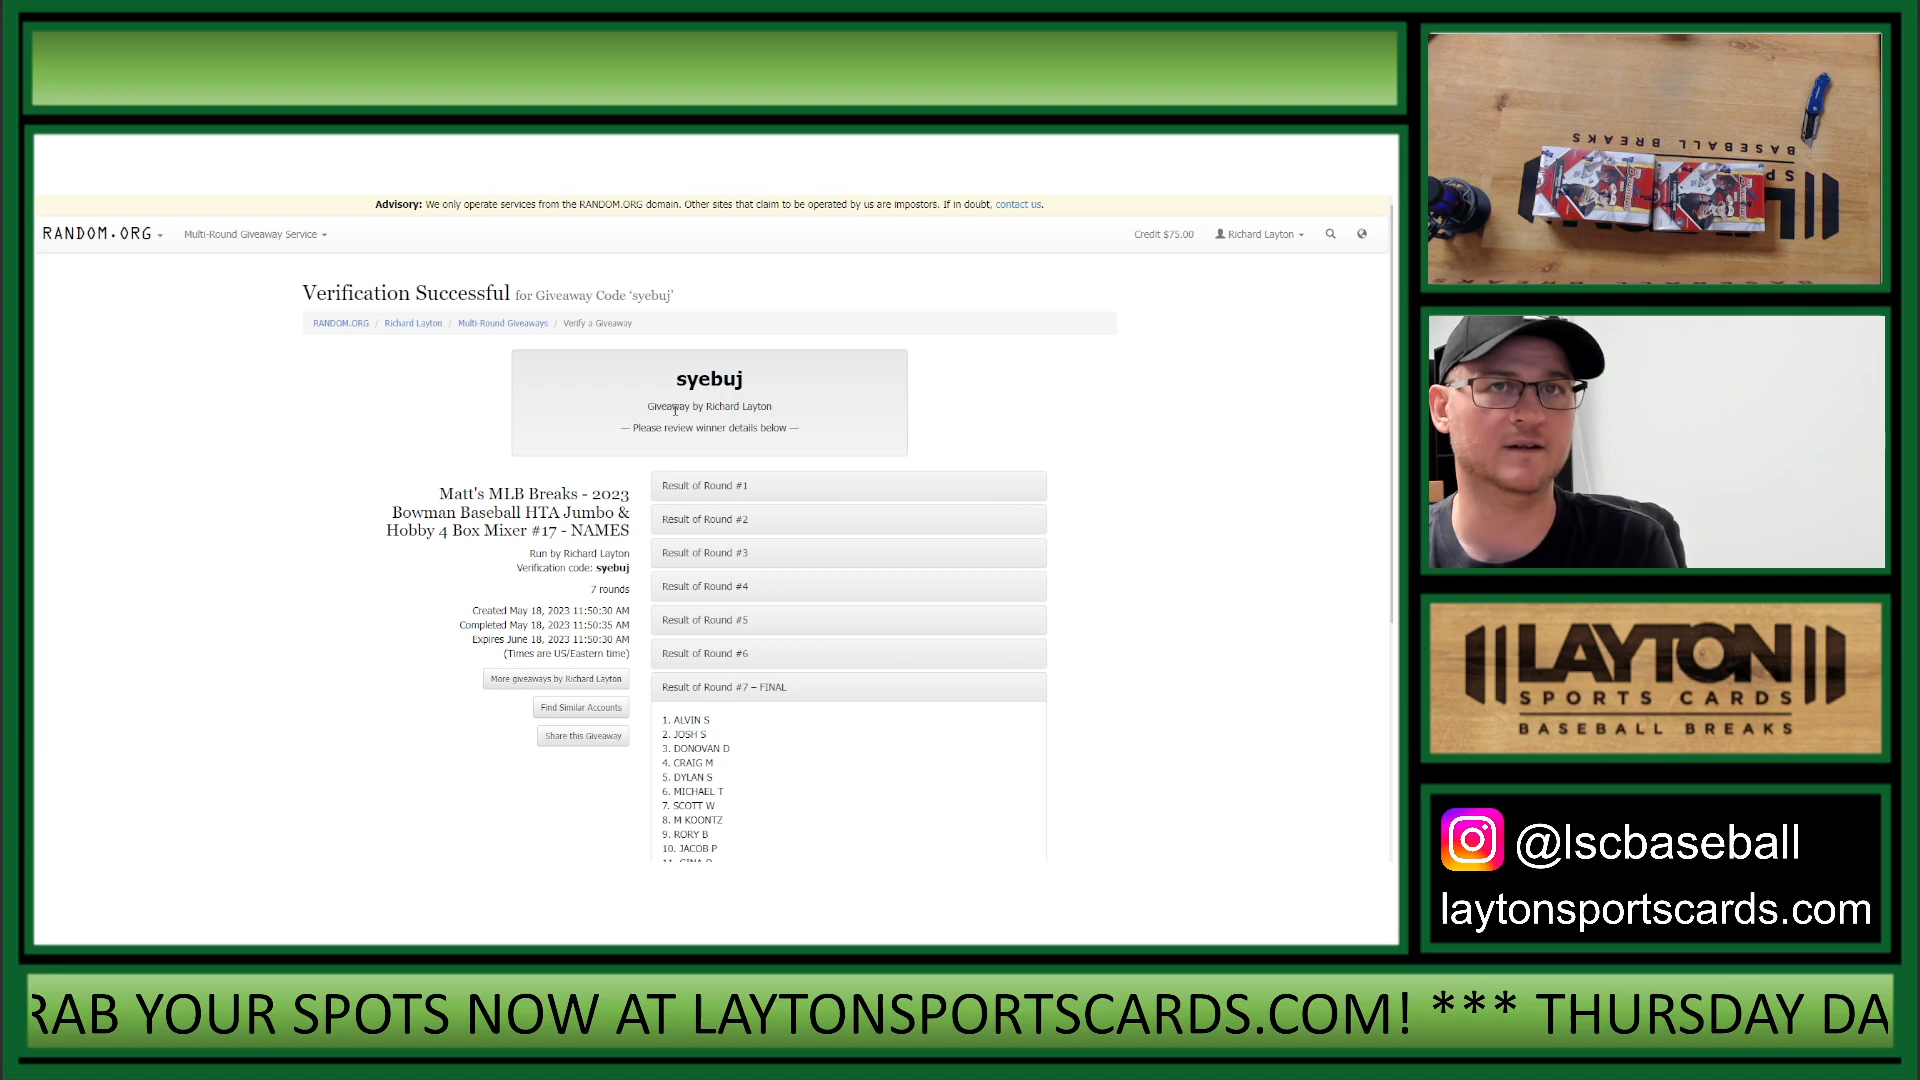 Advisory: We only operate services from the RANDOM.ORG domain. Other sites that claim to be operated by us are impostors. If in doubt, contact us.
RANDOM.ORG
Multi-Round Giveaway Service
Credit $75.00
Richard Layton
Verification Successful for Giveaway Code ‘syebuj’
RANDOM.ORG / Richard Layton / Multi-Round Giveaways / Verify a Giveaway
syebuj
Giveaway by Richard Layton
— Please review winner details below —
Matt's MLB Breaks - 2023
Bowman Baseball HTA Jumbo &
Hobby 4 Box Mixer #17 - NAMES
Run by Richard Layton
Verification code: syebuj
7 rounds
Created May 18, 2023 11:50:30 AM
Completed May 18, 2023 11:50:35 AM
Expires June 18, 2023 11:50:30 AM
(Times are US/Eastern time)
More giveaways by Richard Layton
Find Similar Accounts
Share this Giveaway
Result of Round #1
Result of Round #2
Result of Round #3
Result of Round #4
Result of Round #5
Result of Round #6
Result of Round #7 – FINAL
1. ALVIN S
2. JOSH S
3. DONOVAN D
4. CRAIG M
5. DYLAN S
6. MICHAEL T
7. SCOTT W
8. M KOONTZ
9. RORY B
10. JACOB P
BASEBALL BREAKS
LAYTON
SPORTS CARDS
BASEBALL BREAKS
@lscbaseball
laytonsportscards.com
RAB YOUR SPOTS NOW AT LAYTONSPORTSCARDS.COM! *** THURSDAY DA